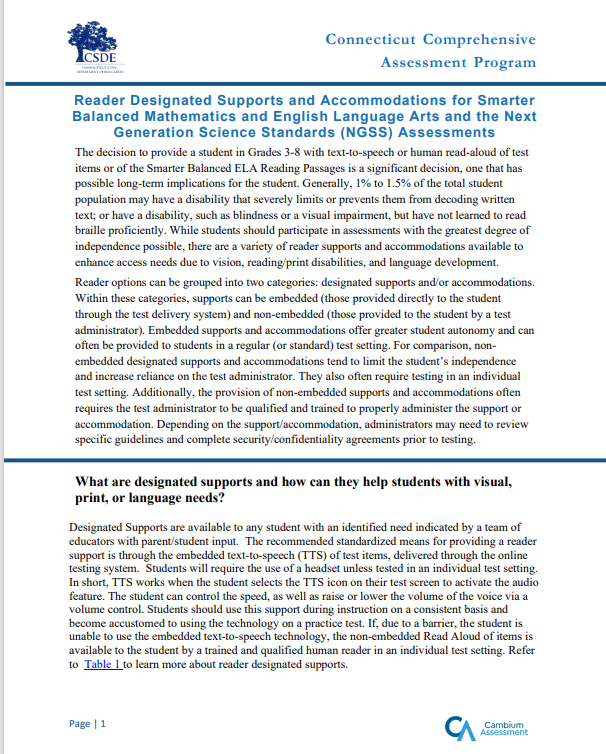 CSDE
CONNECTICUT STATE
DEPARTMENT OF EDUCATION
Connecticut Comprehensive
Assessment Program
Reader Designated Supports and Accommodations for Smarter
Balanced Mathematics and English Language Arts and the Next
Generation Science Standards (NGSS) Assessments
The decision to provide a student in Grades 3-8 with text-to-speech or human read-aloud of test
items or of the Smarter Balanced ELA Reading Passages is a significant decision, one that has
possible long-term implications for the student. Generally, 1% to 1.5% of the total student
population may have a disability that severely limits or prevents them from decoding written
text; or have a disability, such as blindness or a visual impairment, but have not learned to read
braille proficiently. While students should participate in assessments with the greatest degree of
independence possible, there are a variety of reader supports and accommodations available to
enhance access needs due to vision, reading/print disabilities, and language development.
Reader options can be grouped into two categories: designated supports and/or accommodations.
Within these categories, supports can be embedded (those provided directly to the student
through the test delivery system) and non-embedded (those provided to the student by a test
administrator). Embedded supports and accommodations offer greater student autonomy and can
often be provided to students in a regular (or standard) test setting. For comparison, non-
embedded designated supports and accommodations tend to limit the student's independence
and increase reliance on the test administrator. They also often require testing in an individual
test setting. Additionally, the provision of non-embedded supports and accommodations often
requires the test administrator to be qualified and trained to properly administer the support or
accommodation. Depending on the support/accommodation, administrators may need to review
specific guidelines and complete security/confidentiality agreements prior to testing.
What are designated supports and how can they help students with visual,
print, or language needs?
Designated Supports are available to any student with an identified need indicated by a team of
educators with parent/student input. The recommended standardized means for providing a reader
support is through the embedded text-to-speech (TTS) of test items, delivered through the online
testing system. Students will require the use of a headset unless tested in an individual test setting.
In short, TTS works when the student selects the TTS icon on their test screen to activate the audio
feature. The student can control the speed, as well as raise or lower the volume of the voice via a
volume control. Students should use this support during instruction on a consistent basis and
become accustomed to using the technology on a practice test. If, due to a barrier, the student is
unable to use the embedded text-to-speech technology, the non-embedded Read Aloud of items is
available to the student by a trained and qualified human reader in an individual test setting. Refer
to Table 1 to learn more about reader designated supports.
Page | 1
CA Cambium
Assessment